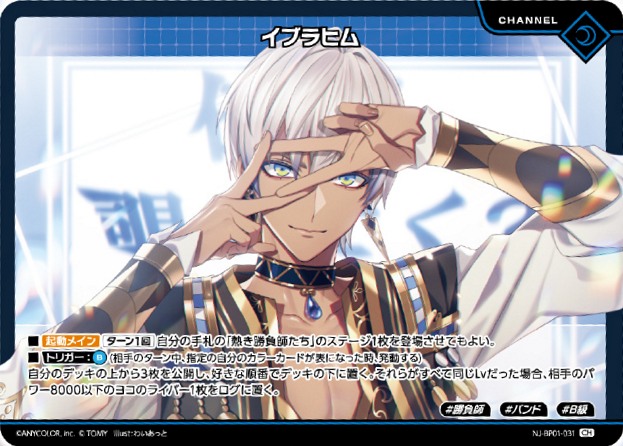 CHANNEL
イブラヒム
■ 起動メイン [ターン1回] 自分の手札の「熱き勝負師たち」のステージ1枚を登場させてもよい。
■ トリガー:B (相手のターン中、指定の自分のカラーカードが表になった時、発動する)
自分のデッキの上から3枚を公開し、好きな順番でデッキの下に置く。それらがすべて同じLvだった場合、相手のパ
ワー8000以下のヨコのライバー1枚をログに置く。
#勝負師 #バンド #B級
©ANYCOLOR, Inc. © TOMY illust:わいあっと NJ-BP01-031 CH